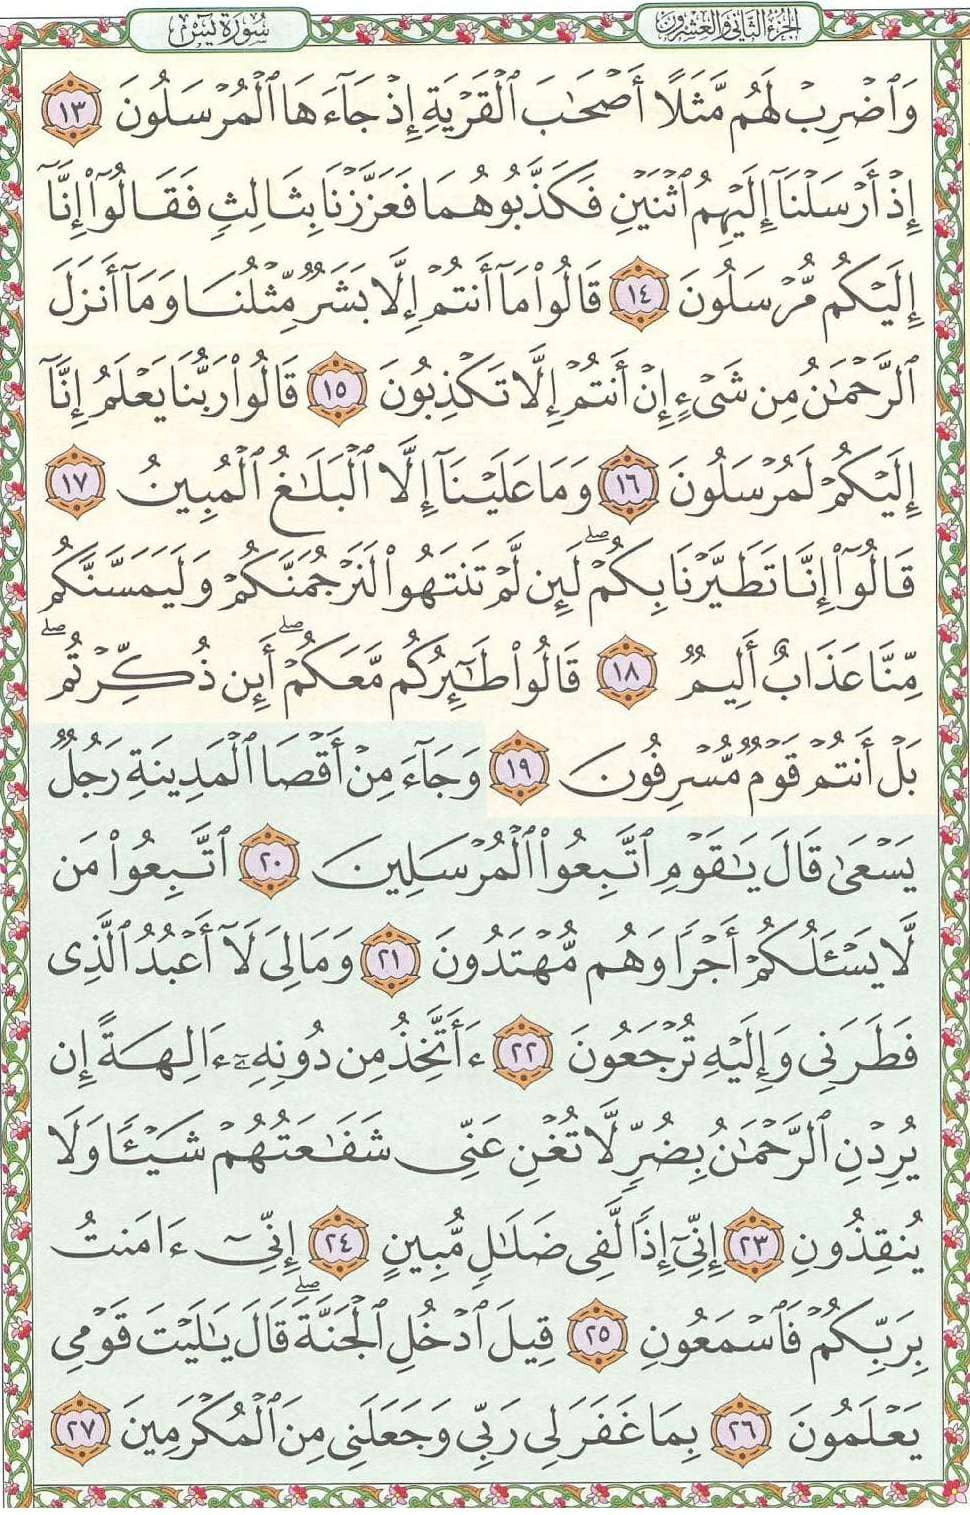 الجزء الثاني والعشرون
سورة يس
وَٱضۡرِبۡ لَهُم مَّثَلًا أَصۡحَٰبَ ٱلۡقَرۡيَةِ إِذۡ جَآءَهَا ٱلۡمُرۡسَلُونَ ١٣
إِذۡ أَرۡسَلۡنَآ إِلَيۡهِمُ ٱثۡنَيۡنِ فَكَذَّبُوهُمَا فَعَزَّزۡنَا بِثَالِثٖ فَقَالُوٓاْ إِنَّآ
إِلَيۡكُم مُّرۡسَلُونَ ١٤ قَالُواْ مَآ أَنتُمۡ إِلَّا بَشَرٞ مِّثۡلُنَا وَمَآ أَنزَلَ
ٱلرَّحۡمَٰنُ مِن شَيۡءٍ إِنۡ أَنتُمۡ إِلَّا تَكۡذِبُونَ ١٥ قَالُواْ رَبُّنَا يَعۡلَمُ إِنَّآ
إِلَيۡكُمۡ لَمُرۡسَلُونَ ١٦ وَمَا عَلَيۡنَآ إِلَّا ٱلۡبَلَٰغُ ٱلۡمُبِينُ ١٧
قَالُوٓاْ إِنَّا تَطَيَّرۡنَا بِكُمۡۖ لَئِن لَّمۡ تَنتَهُواْ لَنَرۡجُمَنَّكُمۡ وَلَيَمَسَّنَّكُم
مِّنَّا عَذَابٌ أَلِيمٞ ١٨ قَالُواْ طَٰٓئِرُكُم مَّعَكُمۡ أَئِن ذُكِّرۡتُمۖ
بَلۡ أَنتُمۡ قَوۡمٞ مُّسۡرِفُونَ ١٩ وَجَآءَ مِنۡ أَقۡصَا ٱلۡمَدِينَةِ رَجُلٞ
يَسۡعَىٰ قَالَ يَٰقَوۡمِ ٱتَّبِعُواْ ٱلۡمُرۡسَلِينَ ٢٠ ٱتَّبِعُواْ مَن
لَّا يَسۡـَٔلُكُمۡ أَجۡرٗا وَهُم مُّهۡتَدُونَ ٢١ وَمَالِيَ لَآ أَعۡبُدُ ٱلَّذِي
فَطَرَنِي وَإِلَيۡهِ تُرۡجَعُونَ ٢٢ ءَأَتَّخِذُ مِن دُونِهِۦٓ ءَالِهَةً إِن
يُرِدۡنِ ٱلرَّحۡمَٰنُ بِضُرّٖ لَّا تُغۡنِ عَنِّي شَفَٰعَتُهُمۡ شَيۡـٔٗا وَلَا
يُنقِذُونِ ٢٣ إِنِّيٓ إِذٗا لَّفِي ضَلَٰلٖ مُّبِينٍ ٢٤ إِنِّيٓ ءَامَنتُ
بِرَبِّكُمۡ فَٱسۡمَعُونِ ٢٥ قِيلَ ٱدۡخُلِ ٱلۡجَنَّةَۖ قَالَ يَٰلَيۡتَ قَوۡمِي
يَعۡلَمُونَ ٢٦ بِمَا غَفَرَ لِي رَبِّي وَجَعَلَنِي مِنَ ٱلۡمُكۡرَمِينَ ٢٧